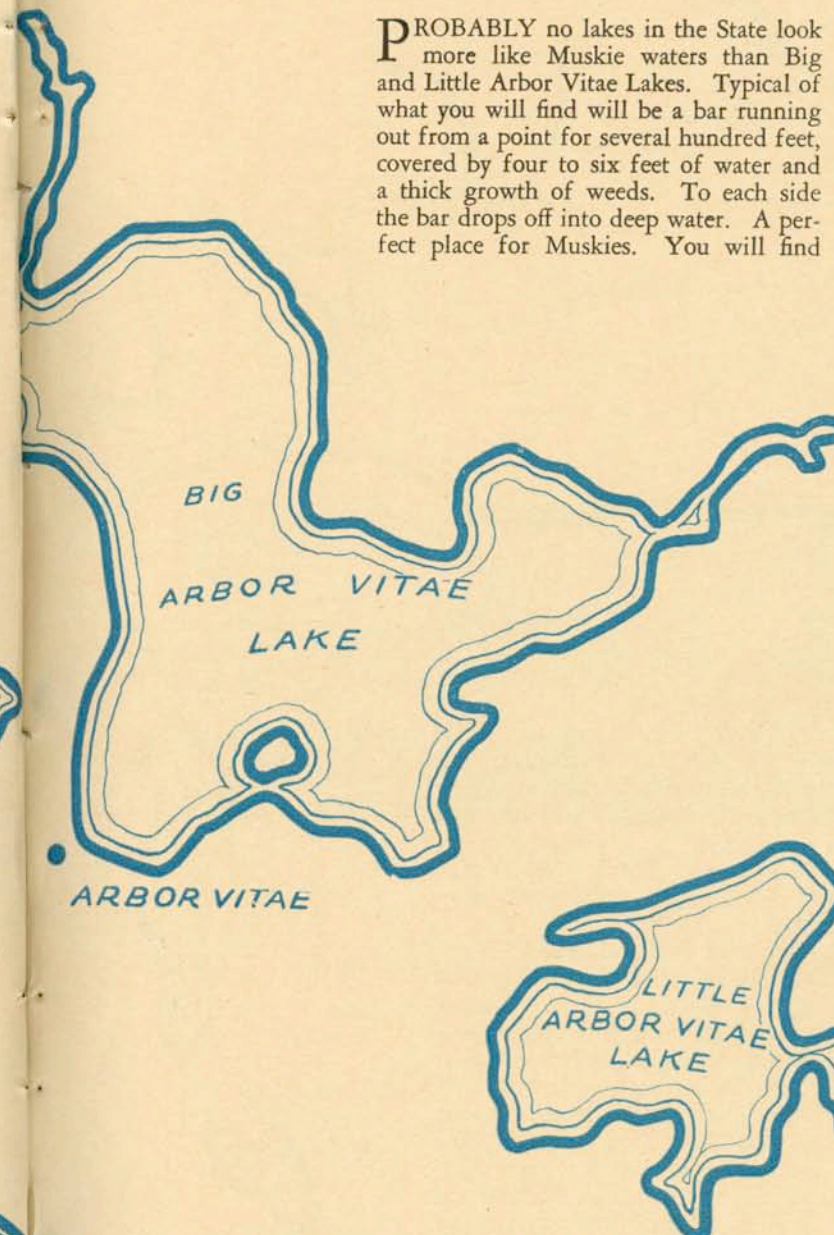 PROBABLY no lakes in the State look
more like Muskie waters than Big
and Little Arbor Vitae Lakes. Typical of
what you will find will be a bar running
out from a point for several hundred feet,
covered by four to six feet of water and
a thick growth of weeds. To each side
the bar drops off into deep water. A per-
fect place for Muskies. You will find
BIG
ARBOR VITAE
LAKE
ARBOR VITAE
LITTLE
ARBOR VITAE
LAKE